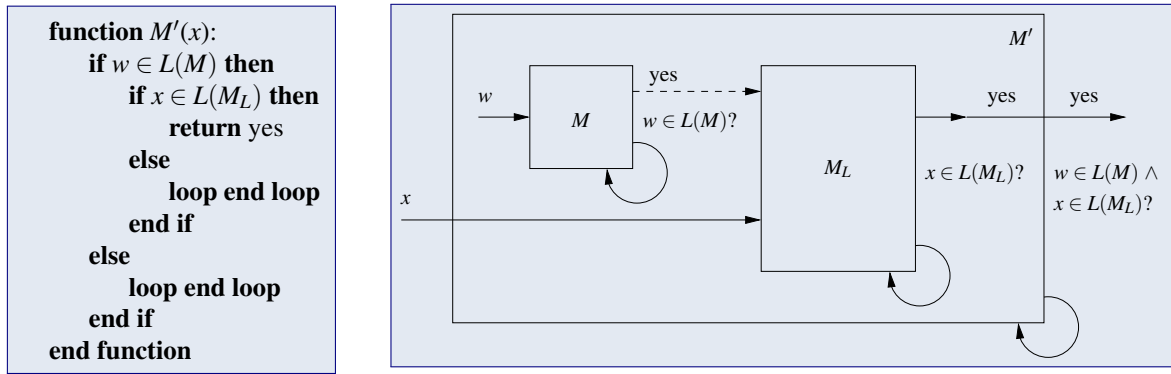 function M′(x):
if w ∈ L(M) then
if x ∈ L(M_L) then
return yes
else
loop end loop
end if
else
loop end loop
end if
end function
M′
w
M
yes
w ∈ L(M)?
x
M_L
yes
x ∈ L(M_L)?
yes
w ∈ L(M) ∧
x ∈ L(M_L)?